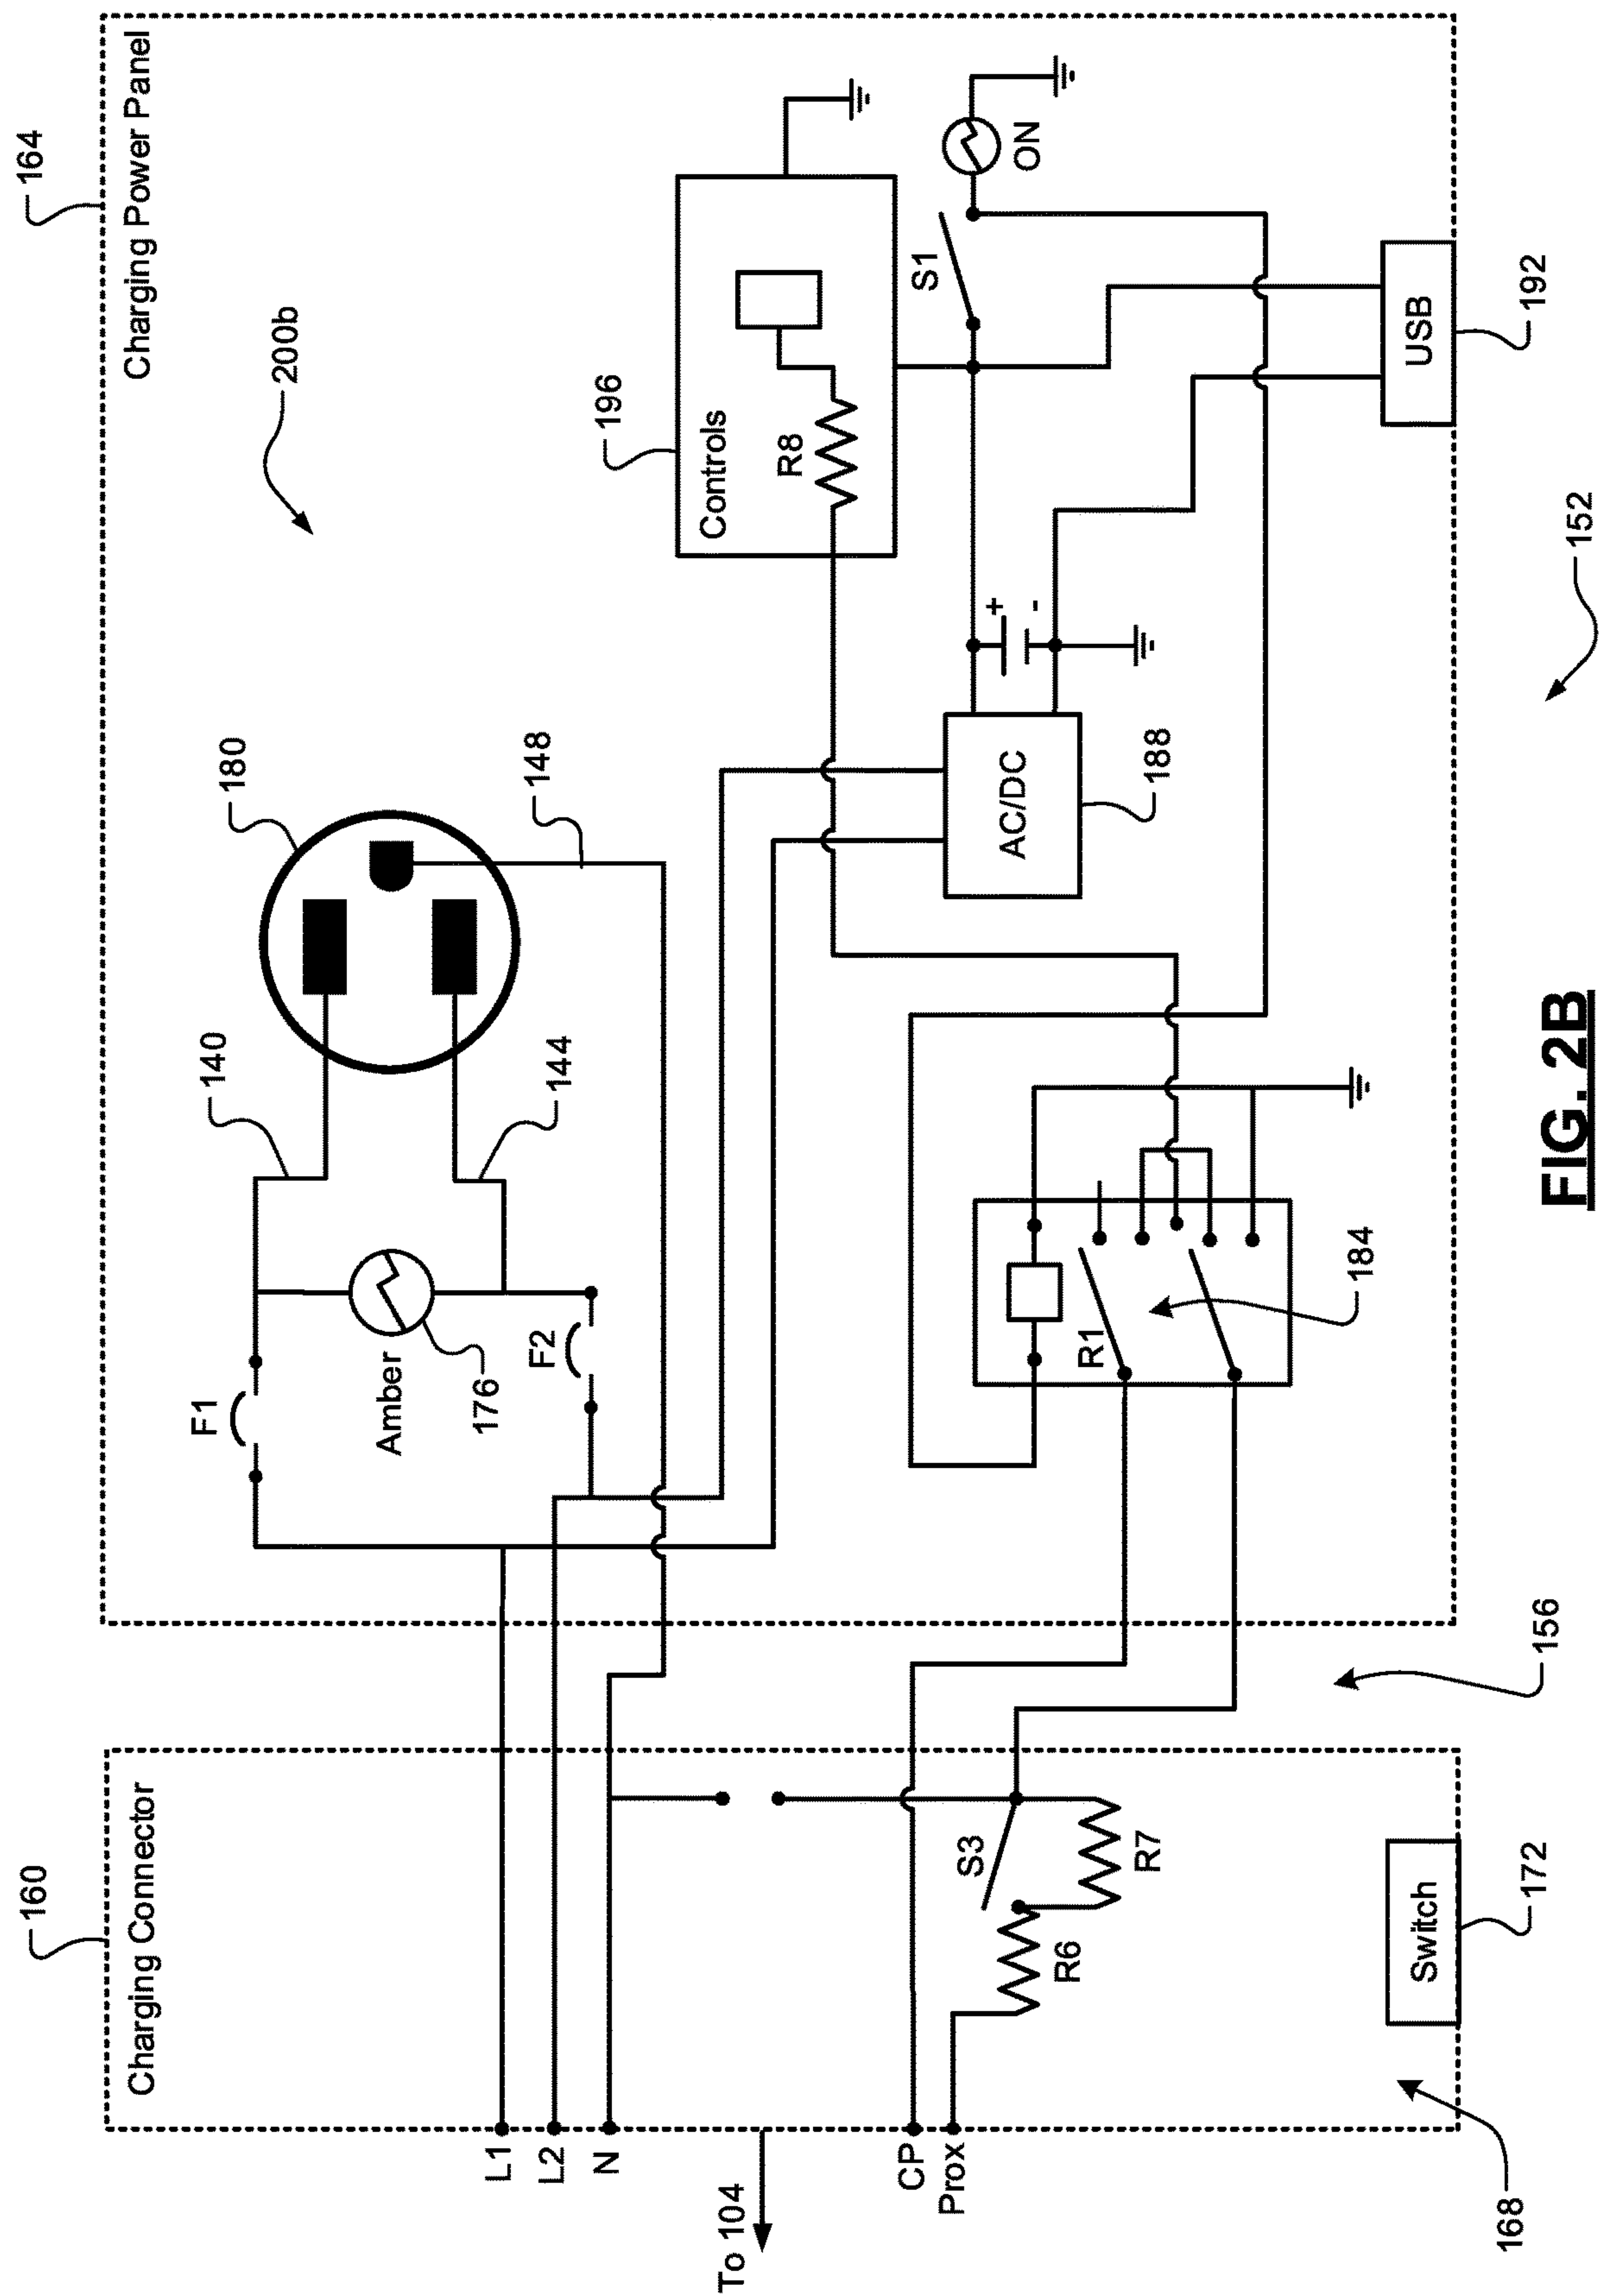 164
Charging Power Panel
200b
180
148
140
144
F1
Amber
176
F2
196
Controls
R8
S1
ON
AC/DC
188
+
-
USB
192
R1
184
152
156
160
Charging Connector
L1
L2
N
To 104
CP
Prox
S3
R7
R6
Switch
172
168
FIG. 2B